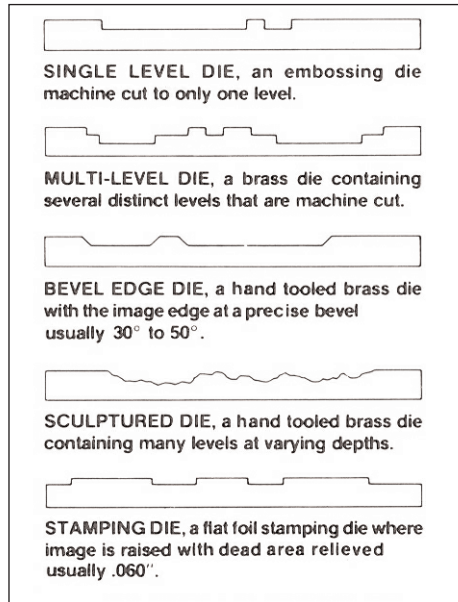 SINGLE LEVEL DIE, an embossing die
machine cut to only one level.
MULTI-LEVEL DIE, a brass die containing
several distinct levels that are machine cut.
BEVEL EDGE DIE, a hand tooled brass die
with the image edge at a precise bevel
usually 30° to 50°.
SCULPTURED DIE, a hand tooled brass die
containing many levels at varying depths.
STAMPING DIE, a flat foil stamping die where
image is raised with dead area relieved
usually .060".